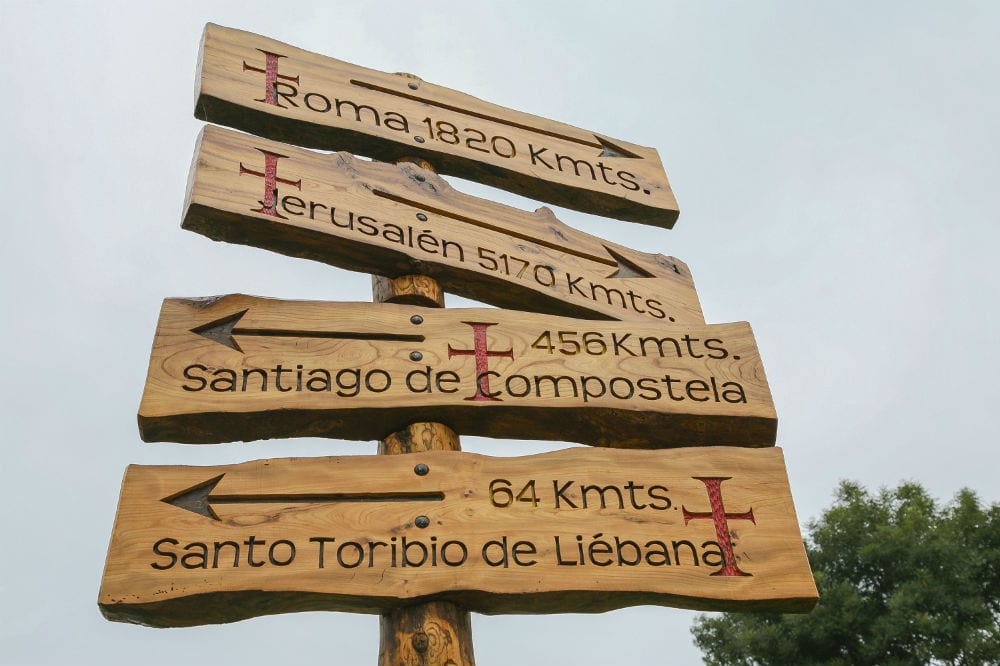 Roma 1820 Kmts.
Jerusalén 5170 Kmts.
456 Kmts.
Santiago de Compostela
64 Kmts.
Santo Toribio de Liébana